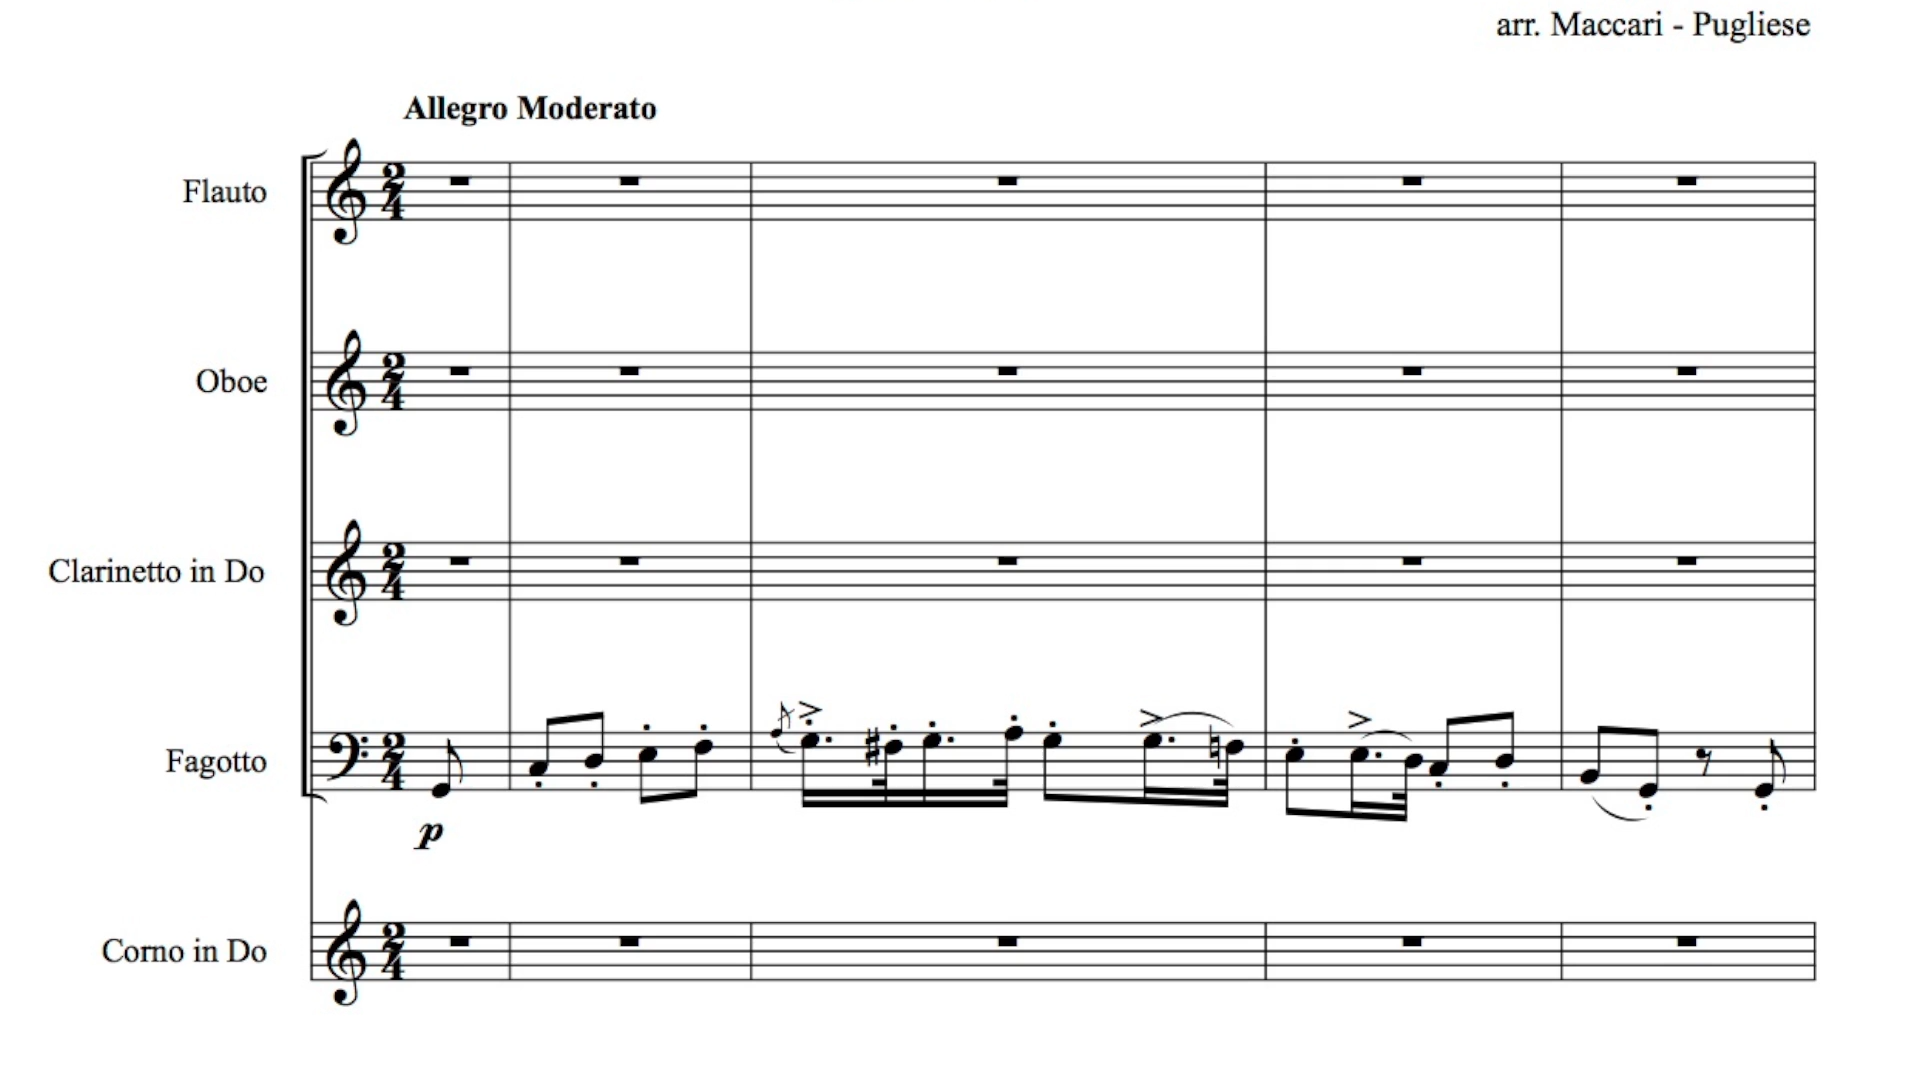 arr. Maccari - Pugliese
Allegro Moderato
Flauto
Oboe
Clarinetto in Do
Fagotto
p
Corno in Do